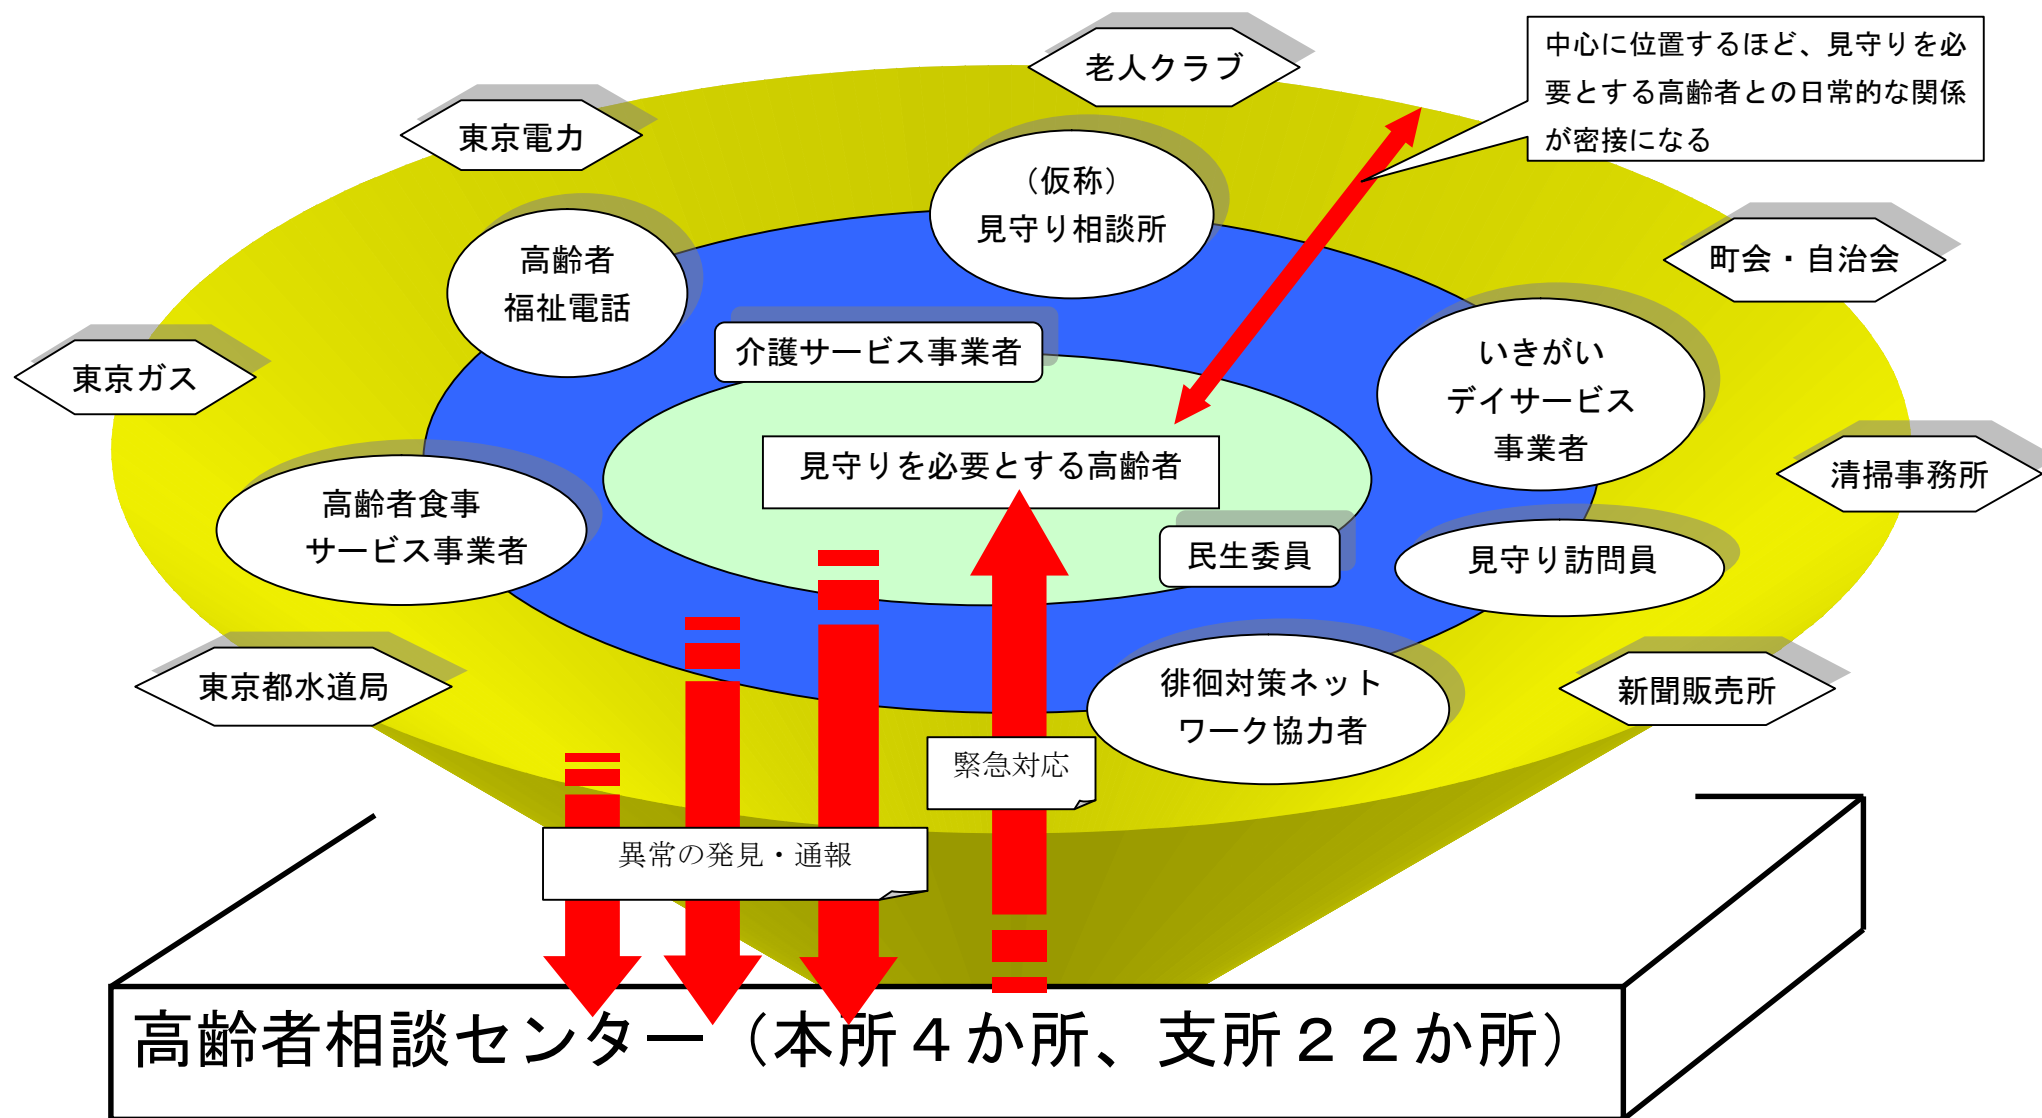 老人クラブ
中心に位置するほど、見守りを必
要とする高齢者との日常的な関係
が密接になる
東京電力
（仮称）
見守り相談所
高齢者
福祉電話
町会・自治会
介護サービス事業者
いきがい
デイサービス
事業者
東京ガス
見守りを必要とする高齢者
清掃事務所
高齢者食事
サービス事業者
民生委員
見守り訪問員
東京都水道局
徘徊対策ネット
ワーク協力者
新聞販売所
緊急対応
異常の発見・通報
高齢者相談センター（本所４か所、支所２２か所）